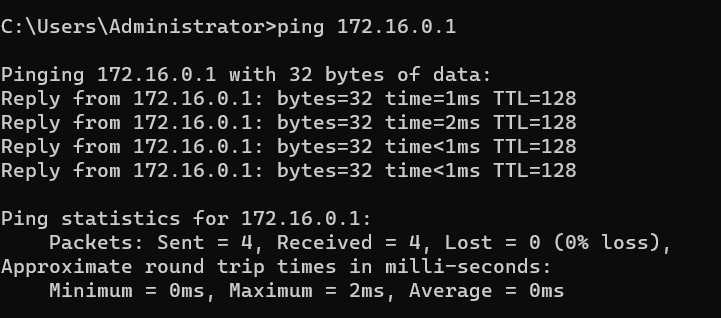 C:\Users\Administrator>ping 172.16.0.1
Pinging 172.16.0.1 with 32 bytes of data:
Reply from 172.16.0.1: bytes=32 time=1ms TTL=128
Reply from 172.16.0.1: bytes=32 time=2ms TTL=128
Reply from 172.16.0.1: bytes=32 time<1ms TTL=128
Reply from 172.16.0.1: bytes=32 time<1ms TTL=128
Ping statistics for 172.16.0.1:
    Packets: Sent = 4, Received = 4, Lost = 0 (0% loss),
Approximate round trip times in milli-seconds:
    Minimum = 0ms, Maximum = 2ms, Average = 0ms